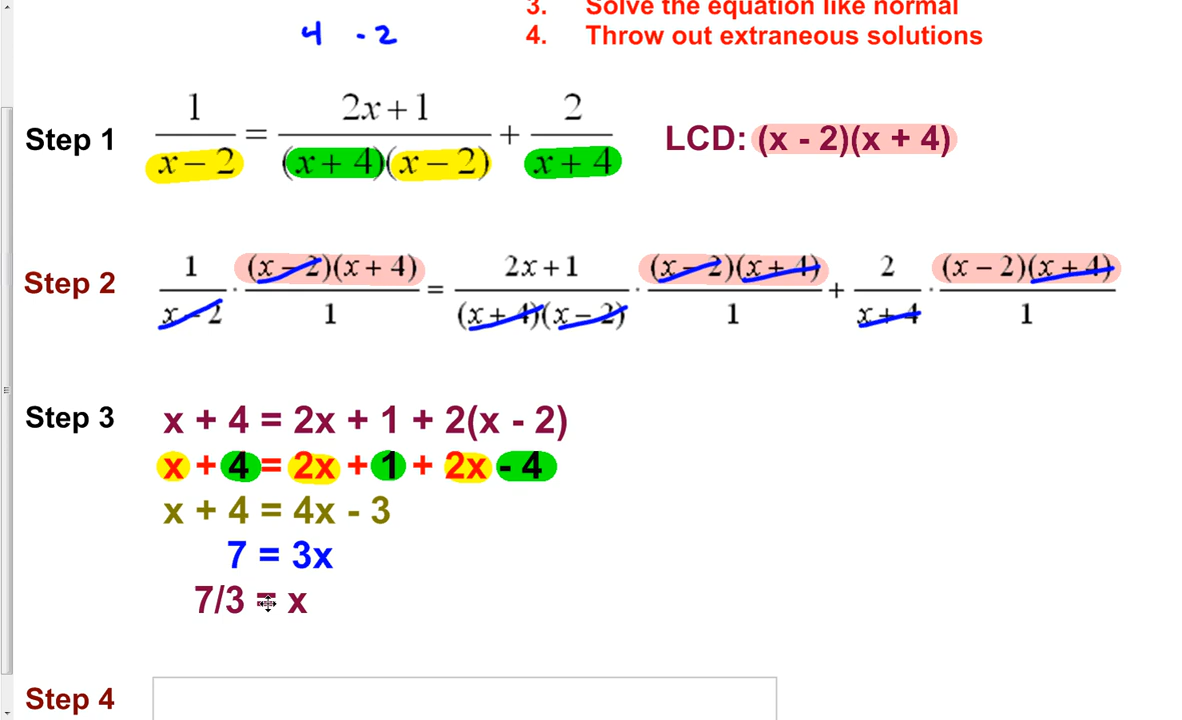 3. Solve the equation like normal
4 - 2
4. Throw out extraneous solutions
Step 1 1/(x − 2) = (2x + 1)/((x + 4)(x − 2)) + 2/(x + 4) LCD: (x - 2)(x + 4)
Step 2 1/(x − 2) · (x − 2)(x + 4)/1 = (2x + 1)/((x + 4)(x − 2)) · (x − 2)(x + 4)/1 + 2/(x + 4) · (x − 2)(x + 4)/1
Step 3 x + 4 = 2x + 1 + 2(x - 2)
x + 4 = 2x + 1 + 2x - 4
x + 4 = 4x - 3
7 = 3x
7/3 = x
Step 4